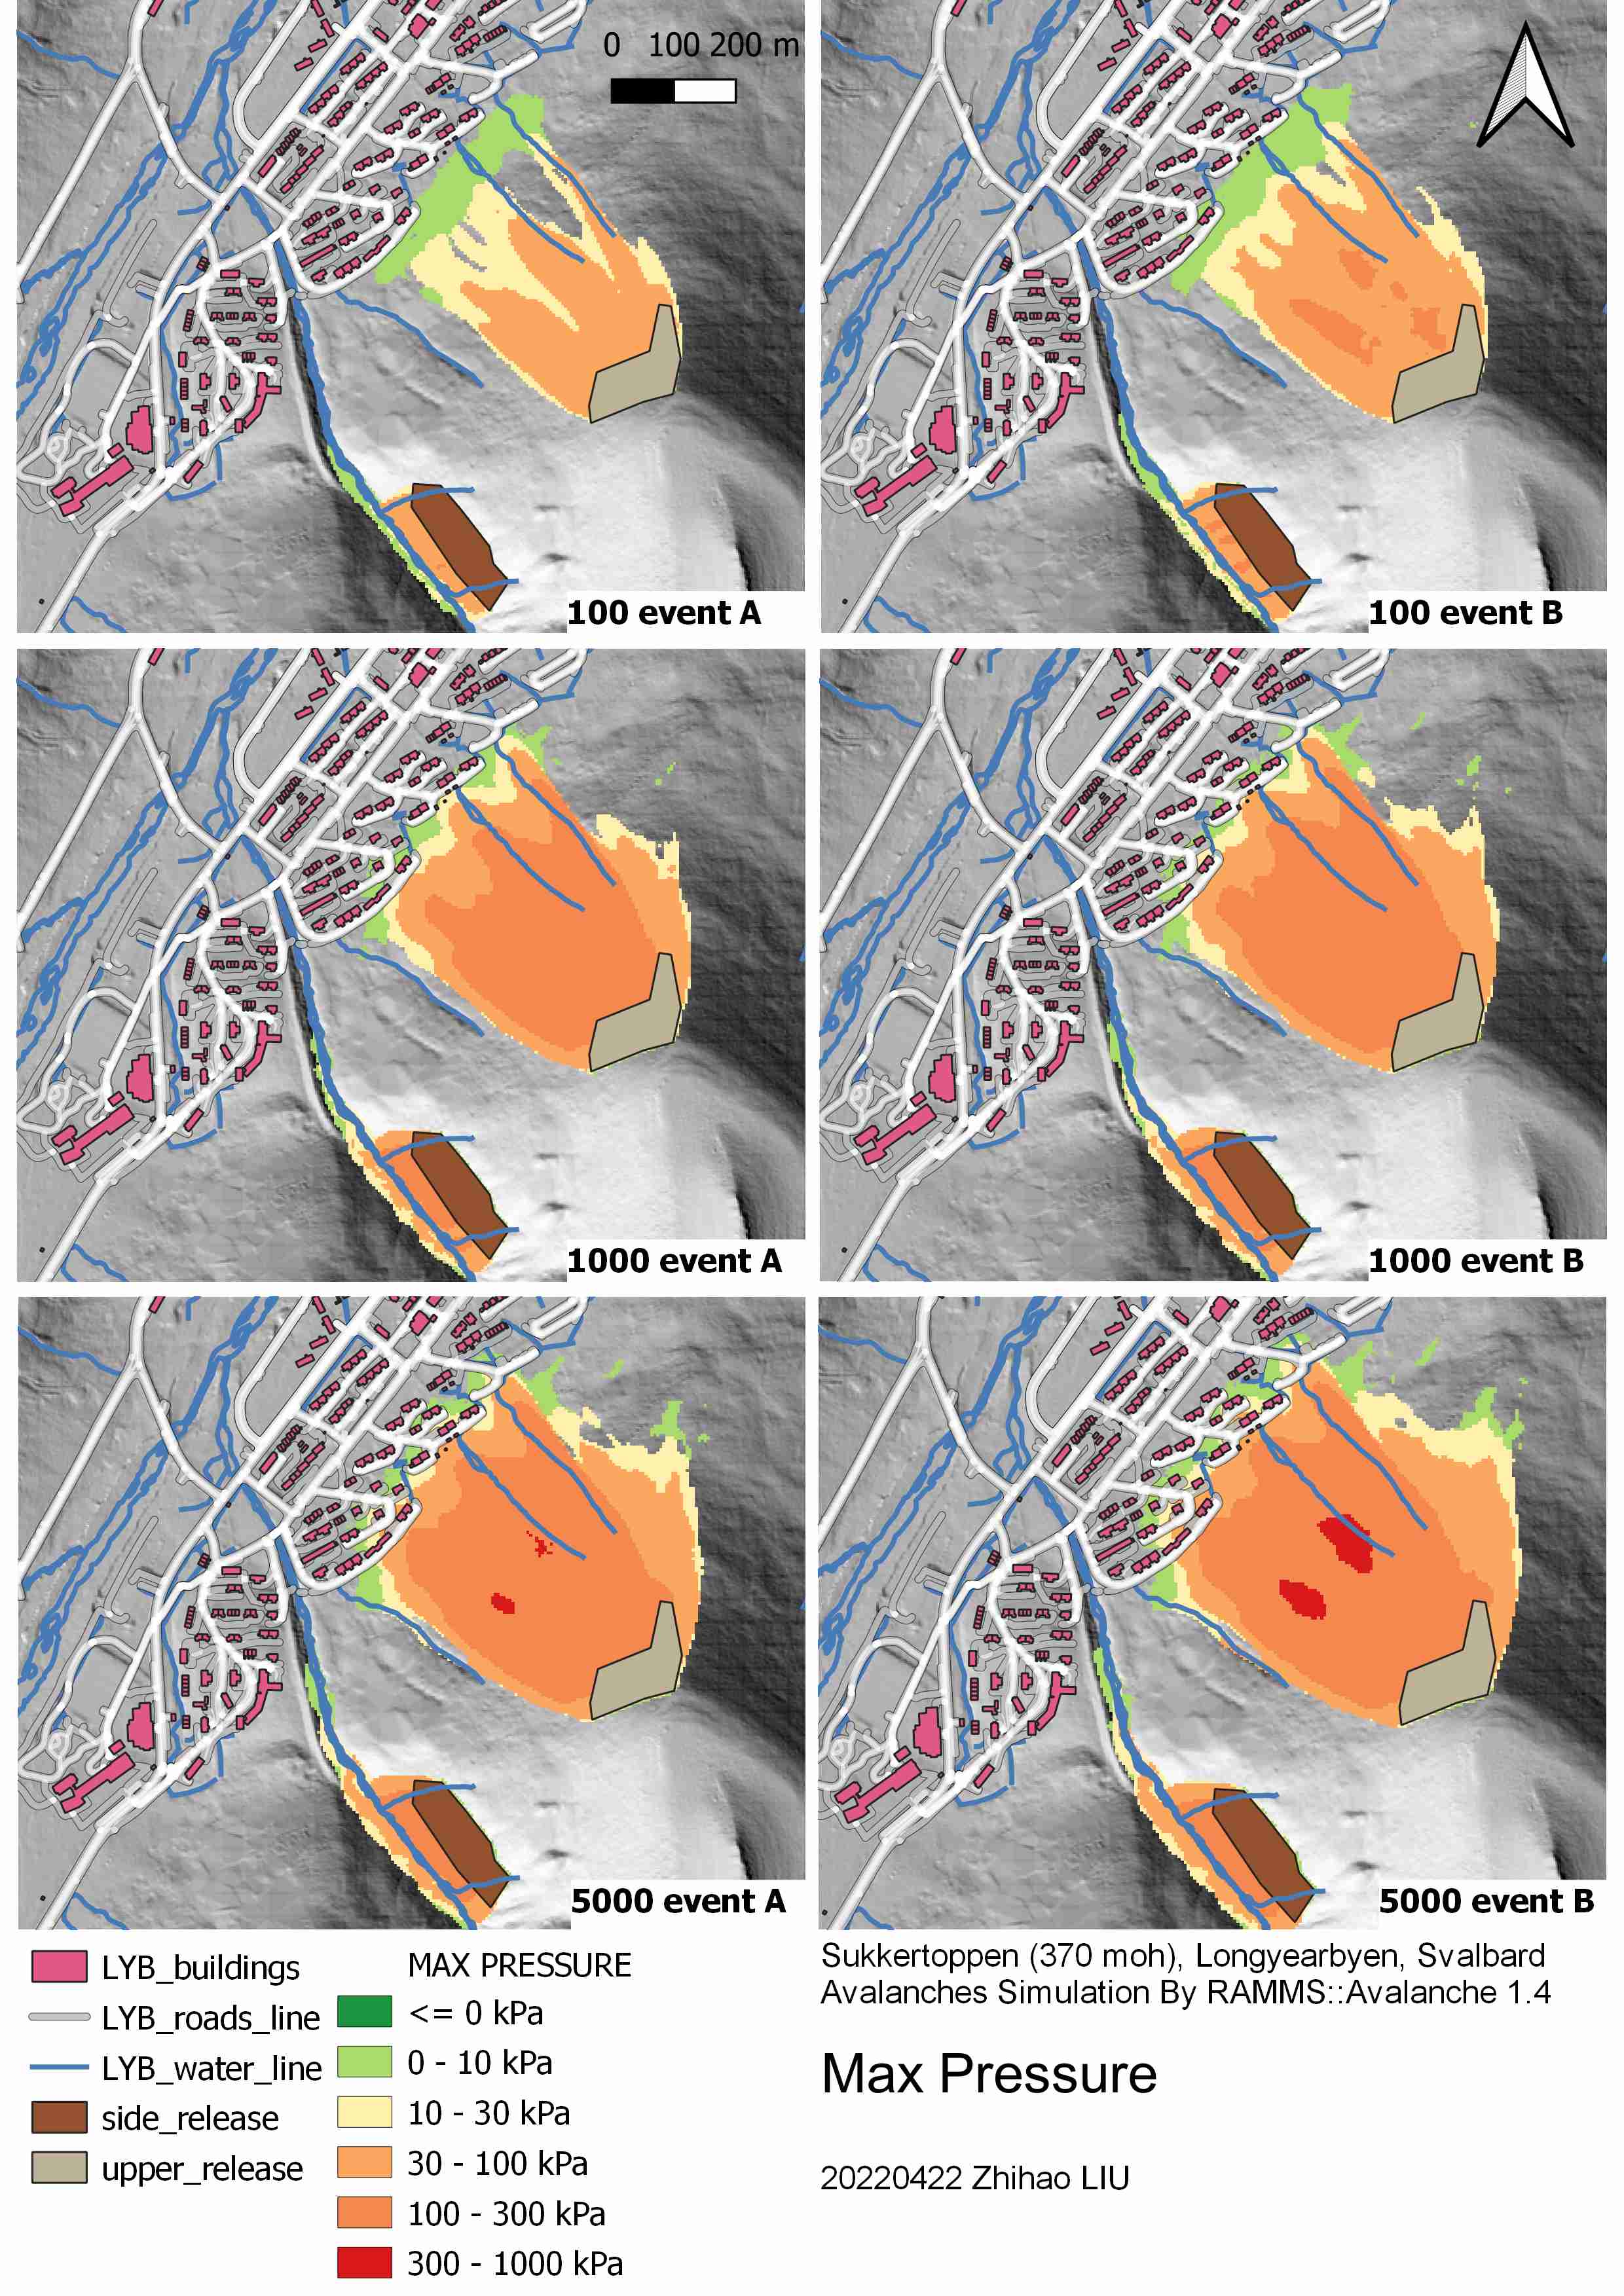 0 100 200 m
100 event A
100 event B
1000 event A
1000 event B
5000 event A
5000 event B
LYB_buildings
LYB_roads_line
LYB_water_line
side_release
upper_release
MAX PRESSURE
<= 0 kPa
0 - 10 kPa
10 - 30 kPa
30 - 100 kPa
100 - 300 kPa
300 - 1000 kPa
Sukkertoppen (370 moh), Longyearbyen, Svalbard
Avalanches Simulation By RAMMS::Avalanche 1.4
Max Pressure
20220422 Zhihao LIU